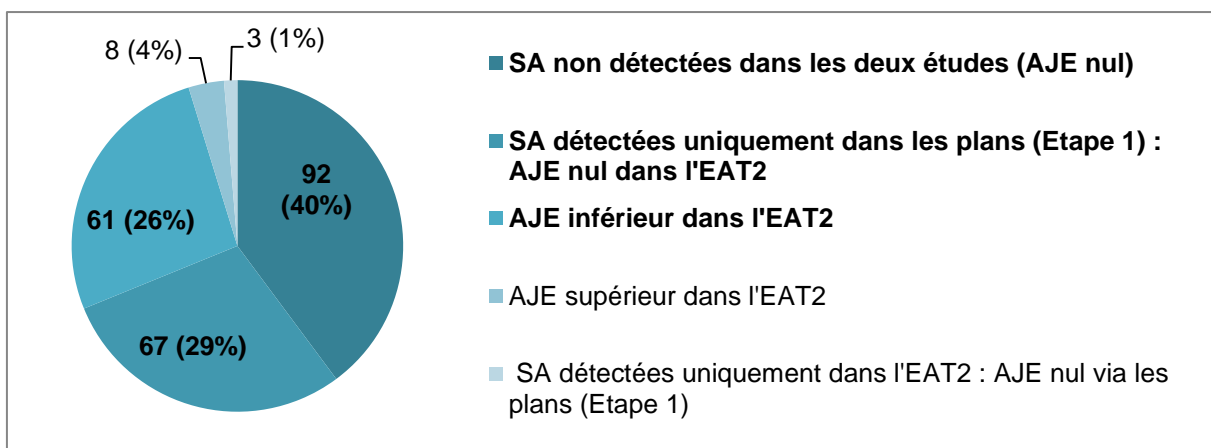 8 (4%)
3 (1%)
92
(40%)
61 (26%)
67 (29%)
SA non détectées dans les deux études (AJE nul)
SA détectées uniquement dans les plans (Etape 1) :
AJE nul dans l'EAT2
AJE inférieur dans l'EAT2
AJE supérieur dans l'EAT2
SA détectées uniquement dans l'EAT2 : AJE nul via les
plans (Etape 1)